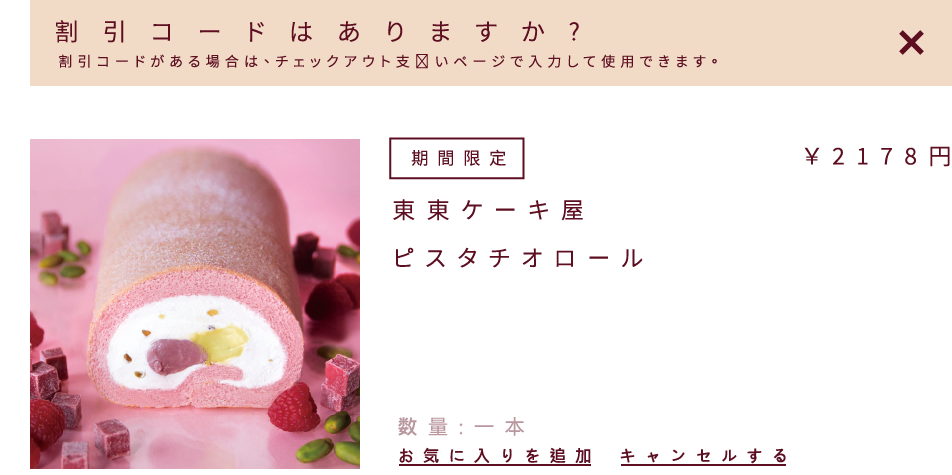 割引コードはありますか?
割引コードがある場合は、チェックアウト支いページで入力して使用できます。
期間限定
¥2178円
東東ケーキ屋
ピスタチオロール
数量:一本
お気に入りを追加 キャンセルする